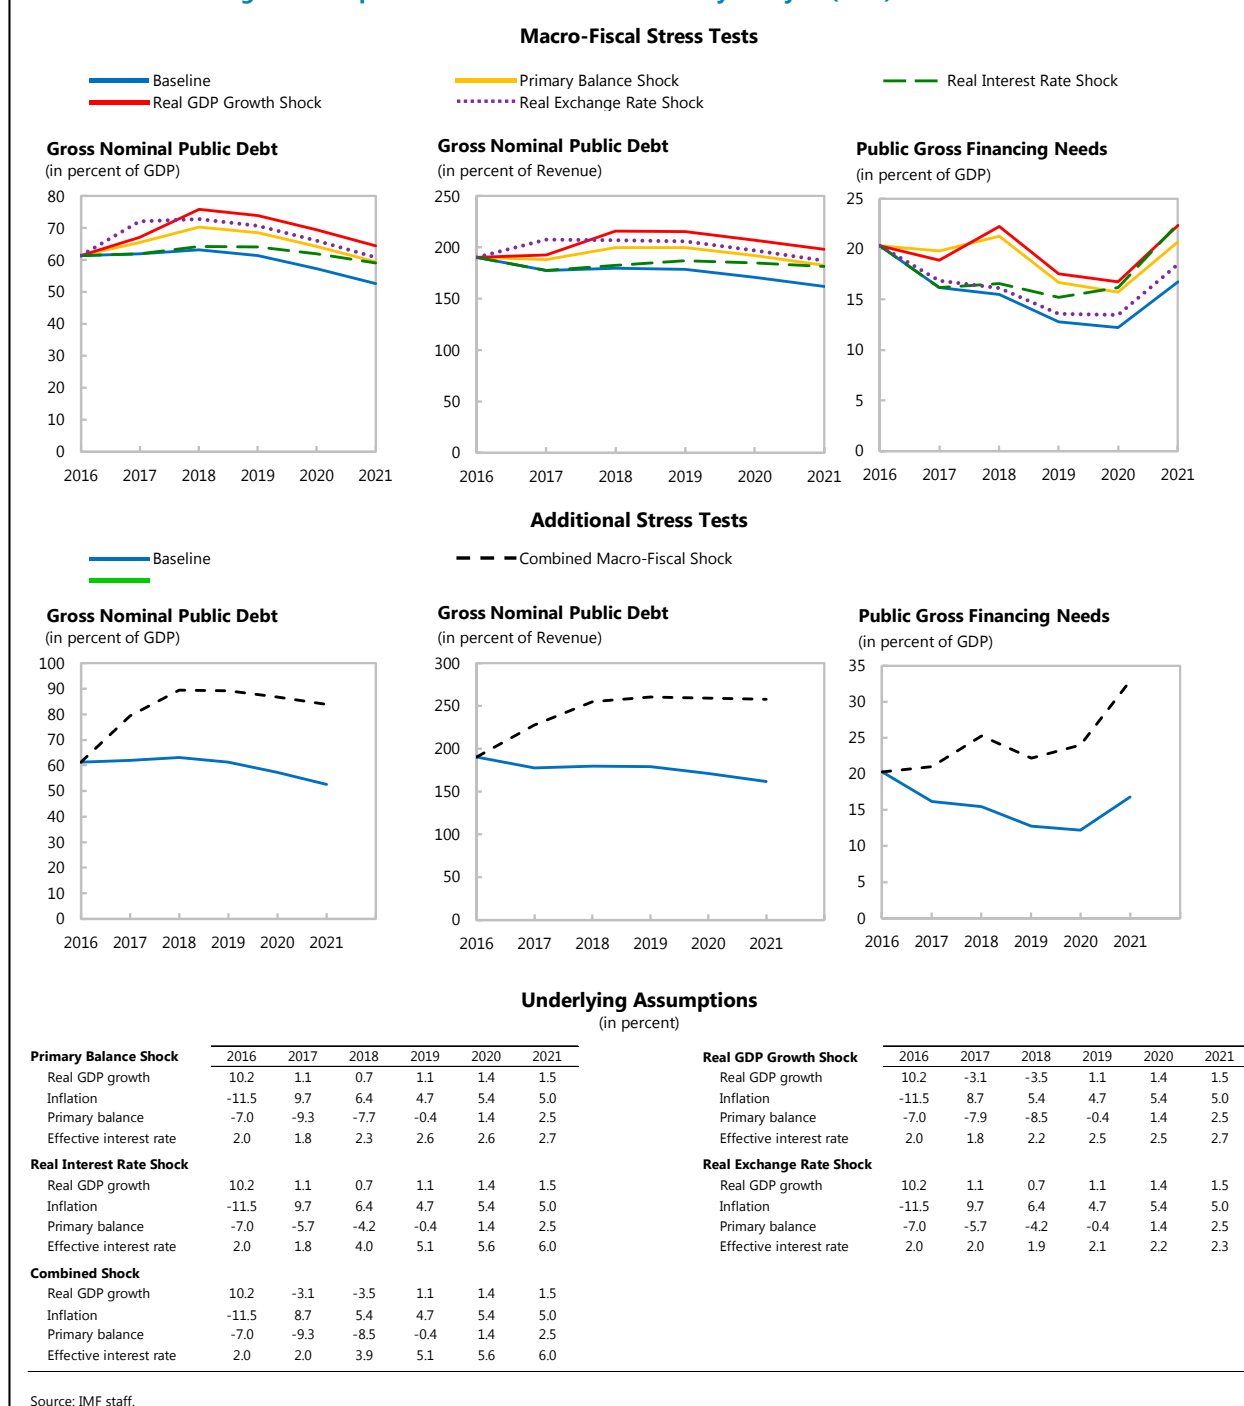 Macro-Fiscal Stress Tests
Baseline
Primary Balance Shock
Real Interest Rate Shock
Real GDP Growth Shock
Real Exchange Rate Shock
Gross Nominal Public Debt
(in percent of GDP)
80
70
60
50
40
30
20
10
0
2016 2017 2018 2019 2020 2021
Gross Nominal Public Debt
(in percent of Revenue)
250
200
150
100
50
0
2016 2017 2018 2019 2020 2021
Public Gross Financing Needs
(in percent of GDP)
25
20
15
10
5
0
2016 2017 2018 2019 2020 2021
Additional Stress Tests
Baseline
Combined Macro-Fiscal Shock
Gross Nominal Public Debt
(in percent of GDP)
100
90
80
70
60
50
40
30
20
10
0
2016 2017 2018 2019 2020 2021
Gross Nominal Public Debt
(in percent of Revenue)
300
250
200
150
100
50
0
2016 2017 2018 2019 2020 2021
Public Gross Financing Needs
(in percent of GDP)
35
30
25
20
15
10
5
0
2016 2017 2018 2019 2020 2021
Underlying Assumptions
(in percent)
Primary Balance Shock 2016 2017 2018 2019 2020 2021
Real GDP growth 10.2 1.1 0.7 1.1 1.4 1.5
Inflation -11.5 9.7 6.4 4.7 5.4 5.0
Primary balance -7.0 -9.3 -7.7 -0.4 1.4 2.5
Effective interest rate 2.0 1.8 2.3 2.6 2.6 2.7
Real Interest Rate Shock
Real GDP growth 10.2 1.1 0.7 1.1 1.4 1.5
Inflation -11.5 9.7 6.4 4.7 5.4 5.0
Primary balance -7.0 -5.7 -4.2 -0.4 1.4 2.5
Effective interest rate 2.0 1.8 4.0 5.1 5.6 6.0
Combined Shock
Real GDP growth 10.2 -3.1 -3.5 1.1 1.4 1.5
Inflation -11.5 8.7 5.4 4.7 5.4 5.0
Primary balance -7.0 -9.3 -8.5 -0.4 1.4 2.5
Effective interest rate 2.0 2.0 3.9 5.1 5.6 6.0
Real GDP Growth Shock 2016 2017 2018 2019 2020 2021
Real GDP growth 10.2 -3.1 -3.5 1.1 1.4 1.5
Inflation -11.5 8.7 5.4 4.7 5.4 5.0
Primary balance -7.0 -7.9 -8.5 -0.4 1.4 2.5
Effective interest rate 2.0 1.8 2.2 2.5 2.5 2.7
Real Exchange Rate Shock
Real GDP growth 10.2 1.1 0.7 1.1 1.4 1.5
Inflation -11.5 9.7 6.4 4.7 5.4 5.0
Primary balance -7.0 -5.7 -4.2 -0.4 1.4 2.5
Effective interest rate 2.0 2.0 1.9 2.1 2.2 2.3
Source: IMF staff.